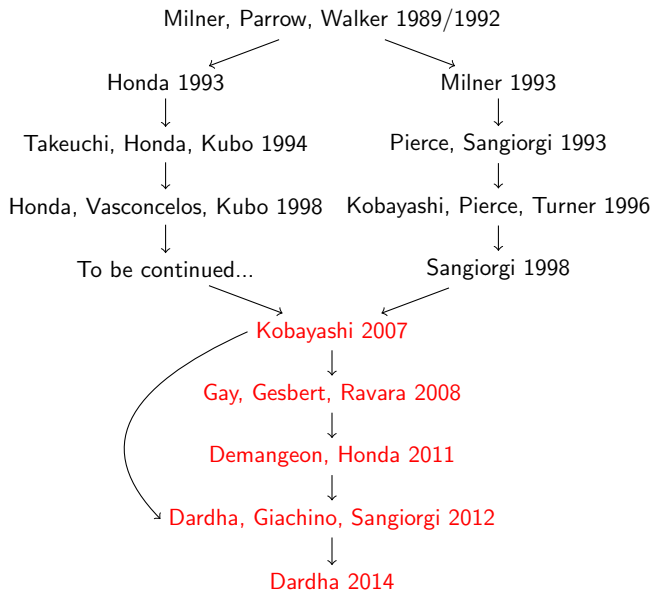 Milner, Parrow, Walker 1989/1992
Honda 1993
Milner 1993
Takeuchi, Honda, Kubo 1994
Pierce, Sangiorgi 1993
Honda, Vasconcelos, Kubo 1998
Kobayashi, Pierce, Turner 1996
To be continued...
Sangiorgi 1998
Kobayashi 2007
Gay, Gesbert, Ravara 2008
Demangeon, Honda 2011
Dardha, Giachino, Sangiorgi 2012
Dardha 2014